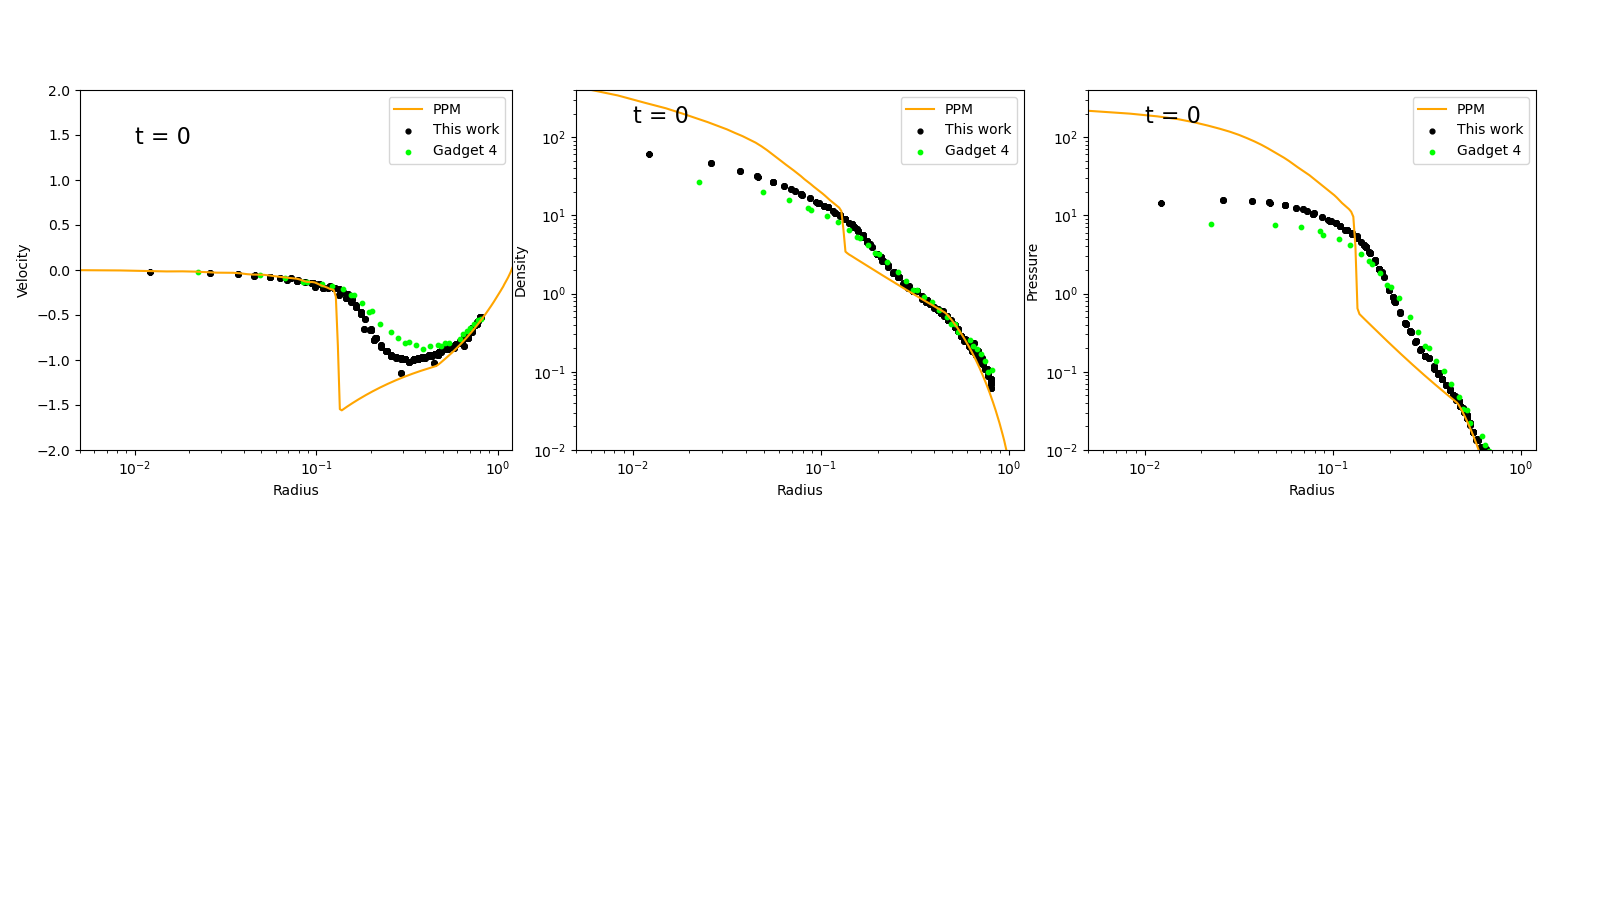 2.0
1.5
1.0
0.5
0.0
−0.5
−1.0
−1.5
−2.0
Velocity
t = 0
PPM
This work
Gadget 4
10⁻²
10⁻¹
10⁰
Radius
10²
10¹
10⁰
10⁻¹
10⁻²
Density
t = 0
PPM
This work
Gadget 4
10⁻²
10⁻¹
10⁰
Radius
10²
10¹
10⁰
10⁻¹
10⁻²
Pressure
t = 0
PPM
This work
Gadget 4
10⁻²
10⁻¹
10⁰
Radius